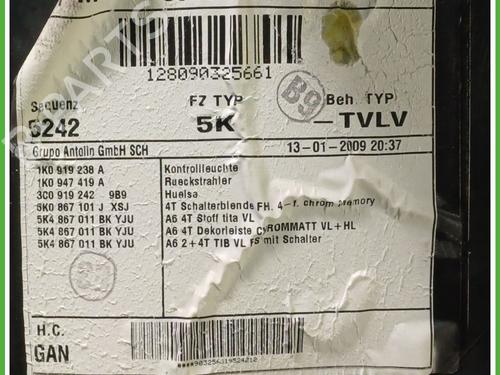 128090325661
Sequenz FZ TYP B9 Beh TYP
5242 5K -TVLV
Grupo Antolin GmbH SCH 13-01-2009 20:37
1K0 919 238 A Kontrollleuchte
1K0 947 419 A Rueckstrahler
3C0 919 242 9B9 Huelse
5K0 867 101 J XSJ 4T Schalterblende FH. 4-f. chrom Memory
5K4 867 011 BK YJU A6 4T Stoff tita VL
5K4 867 011 BK YJU A6 4T Dekorleiste CHROMMATT VL+HL
5K4 867 011 BK YJU A6 2+4T TIB VL FS mit Schalter
H.C.
GAN